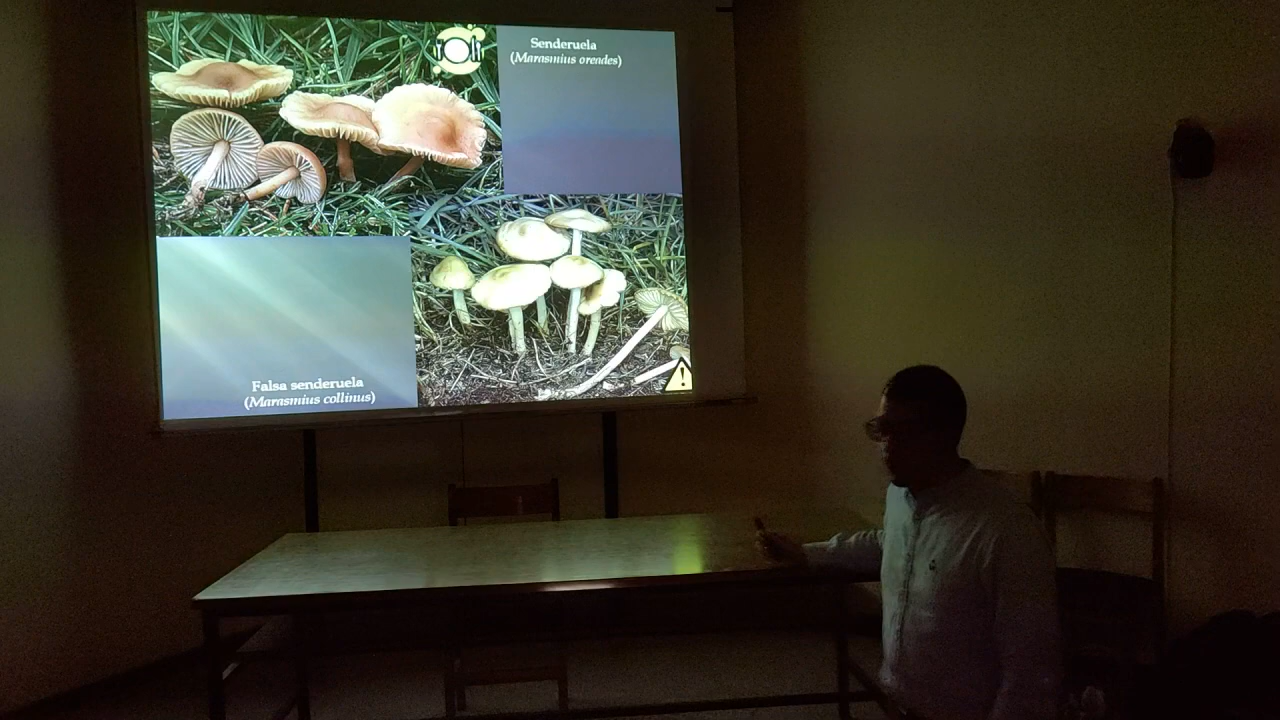 Senderuela
(Marasmius oreades)
Falsa senderuela
(Marasmius collinus)